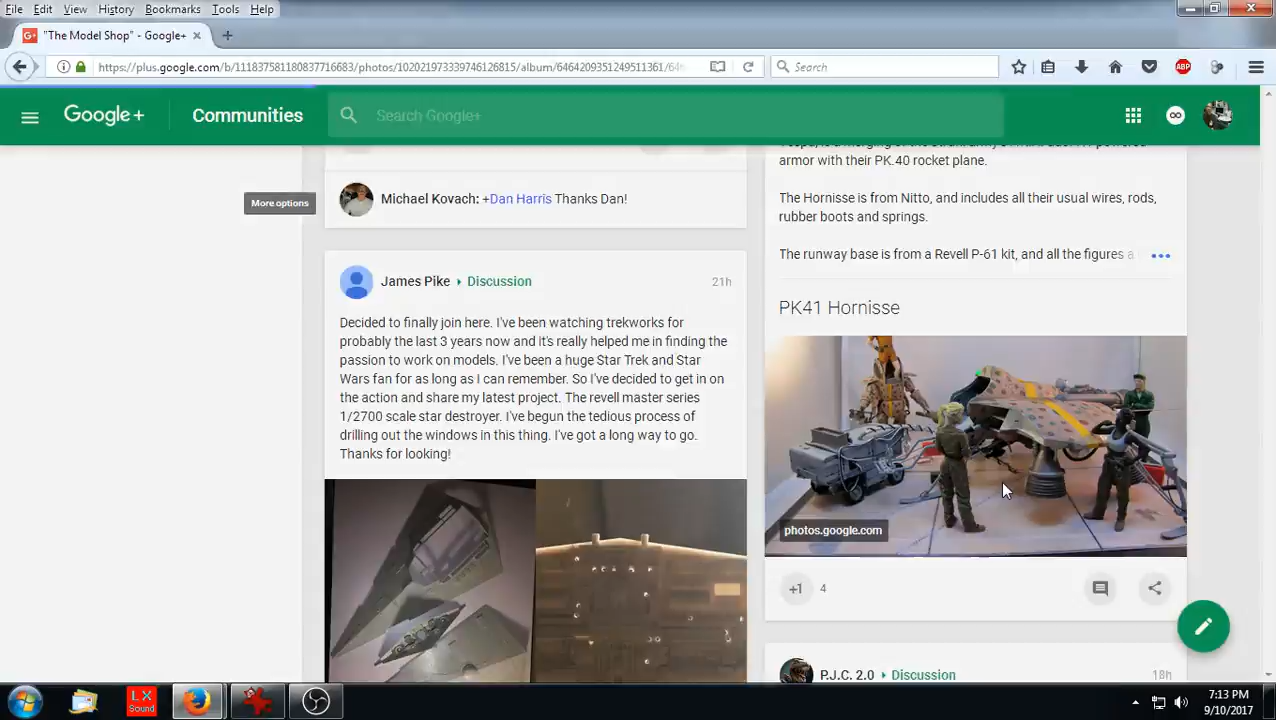 File Edit View History Bookmarks Tools Help
"The Model Shop" - Google+
https://plus.google.com/b/111837581180837716683/photos/102021973339746126815/album/6464209351249511361/64
Search
Google+ Communities Search Google+
More options
Michael Kovach: +Dan Harris Thanks Dan!
James Pike Discussion 21h
Decided to finally join here. I've been watching trekworks for
probably the last 3 years now and it's really helped me in finding the
passion to work on models. I've been a huge Star Trek and Star
Wars fan for as long as I can remember. So I've decided to get in on
the action and share my latest project. The revell master series
1/2700 scale star destroyer. I've begun the tedious process of
drilling out the windows in this thing. I've got a long way to go.
Thanks for looking!
armor with their PK.40 rocket plane.
The Hornisse is from Nitto, and includes all their usual wires, rods,
rubber boots and springs.
The runway base is from a Revell P-61 kit, and all the figures a
PK41 Hornisse
photos.google.com
+1 4
P.J.C. 2.0 Discussion 18h
LX
Sound
7:13 PM
9/10/2017
ABP